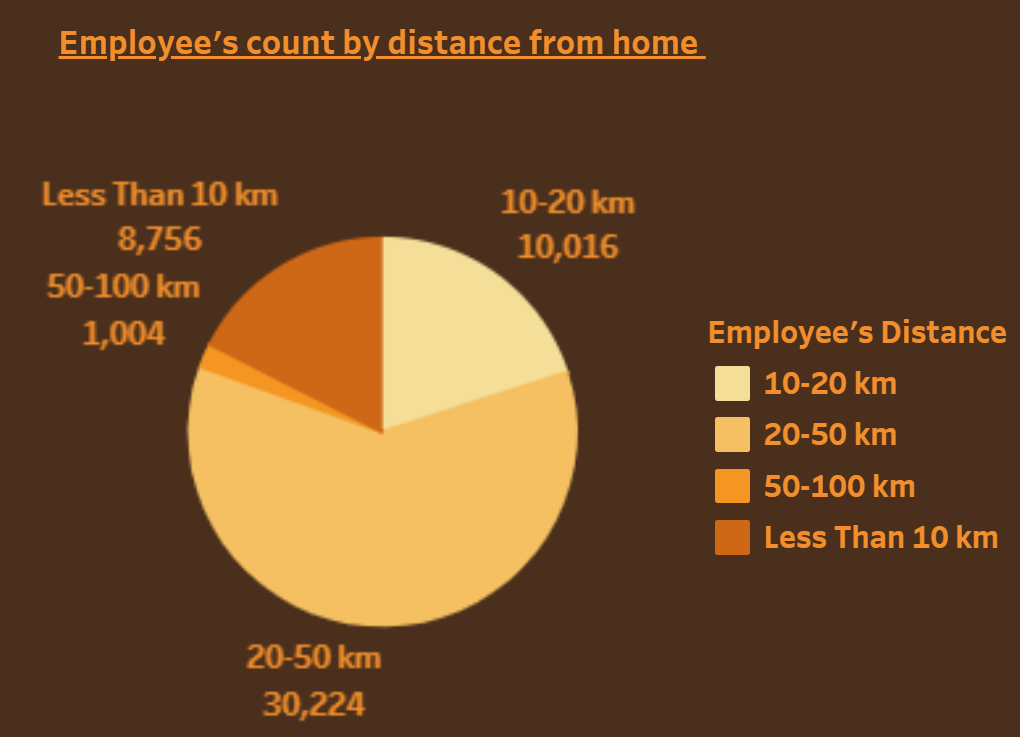 Employee’s count by distance from home
Less Than 10 km
8,756
10-20 km
10,016
50-100 km
1,004
20-50 km
30,224
Employee’s Distance
10-20 km
20-50 km
50-100 km
Less Than 10 km